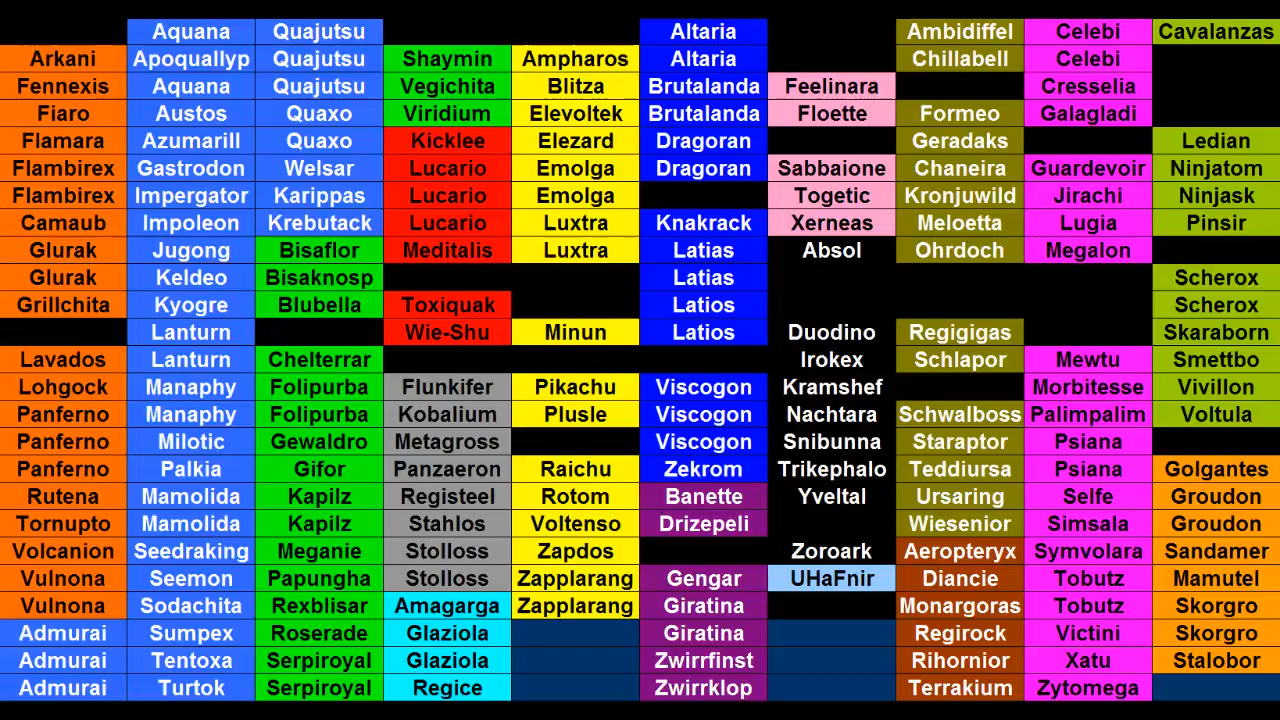 Aquana Quajutsu Altaria Ambidiffel Celebi Cavalanzas
Arkani Apoquallyp Quajutsu Shaymin Ampharos Altaria Chillabell Celebi
Fennexis Aquana Quajutsu Vegichita Blitza Brutalanda Feelinara Cresselia
Fiaro Austos Quaxo Viridium Elevoltek Brutalanda Floette Formeo Galagladi
Flamara Azumarill Quaxo Kicklee Elezard Dragoran Geradaks Ledian
Flambirex Gastrodon Welsar Lucario Emolga Dragoran Sabbaione Chaneira Guardevoir Ninjatom
Flambirex Impergator Karippas Lucario Emolga Togetic Kronjuwild Jirachi Ninjask
Camaub Impoleon Krebutack Lucario Luxtra Knakrack Xerneas Meloetta Lugia Pinsir
Glurak Jugong Bisaflor Meditalis Luxtra Latias Absol Ohrdoch Megalon
Glurak Keldeo Bisaknosp Latias Scherox
Grillchita Kyogre Blubella Toxiquak Latios Scherox
Lanturn Wie-Shu Minun Latios Duodino Regigigas Skaraborn
Lavados Lanturn Chelterrar Irokex Schlapor Mewtu Smettbo
Lohgock Manaphy Folipurba Flunkifer Pikachu Viscogon Kramshef Morbitesse Vivillon
Panferno Manaphy Folipurba Kobalium Plusle Viscogon Nachtara Schwalboss Palimpalim Voltula
Panferno Milotic Gewaldro Metagross Viscogon Snibunna Staraptor Psiana
Panferno Palkia Gifor Panzaeron Raichu Zekrom Trikephalo Teddiursa Psiana Golgantes
Rutena Mamolida Kapilz Registeel Rotom Banette Yveltal Ursaring Selfe Groudon
Tornupto Mamolida Kapilz Stahlos Voltenso Drizepeli Wiesenior Simsala Groudon
Volcanion Seedraking Meganie Stolloss Zapdos Zoroark Aeropteryx Symvolara Sandamer
Vulnona Seemon Papungha Stolloss Zapplarang Gengar UHaFnir Diancie Tobutz Mamutel
Vulnona Sodachita Rexblisar Amagarga Zapplarang Giratina Monargoras Tobutz Skorgro
Admurai Sumpex Roserade Glaziola Giratina Regirock Victini Skorgro
Admurai Tentoxa Serpiroyal Glaziola Zwirrfinst Rihornior Xatu Stalobor
Admurai Turtok Serpiroyal Regice Zwirrklop Terrakium Zytomega